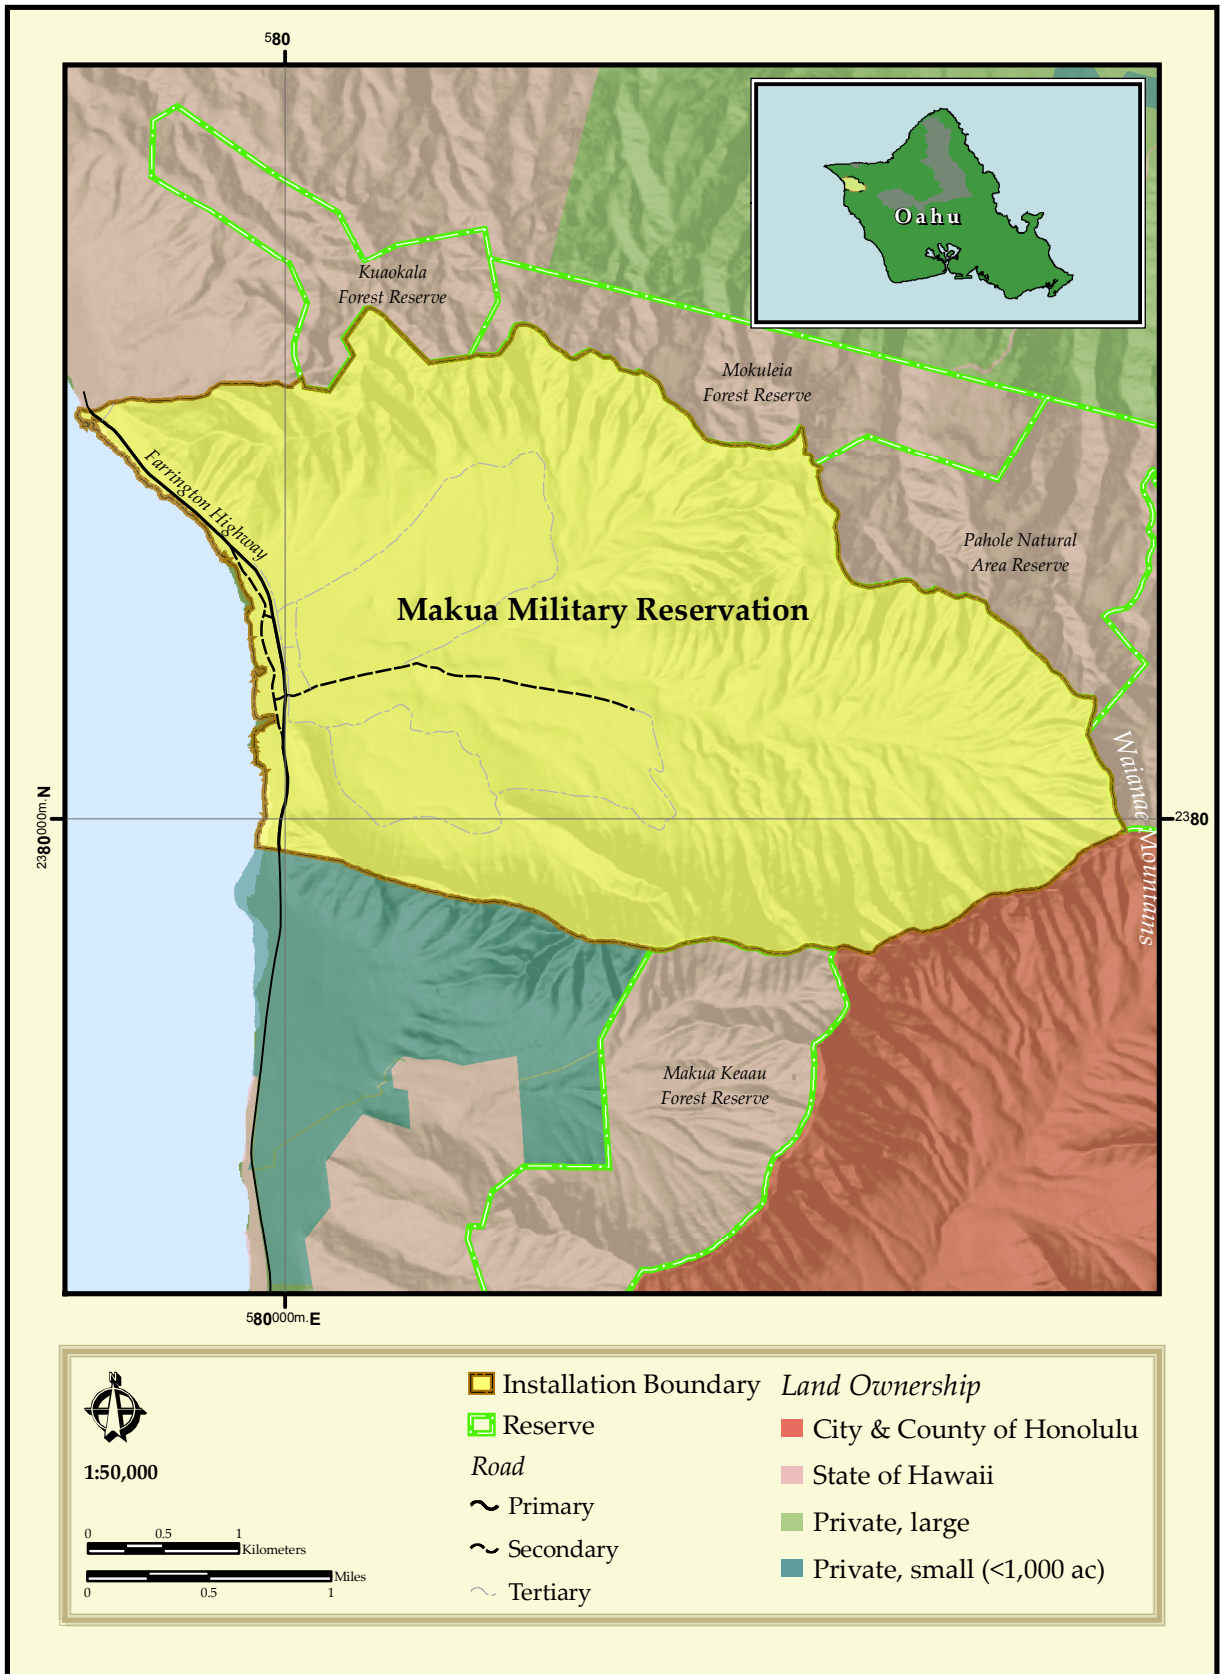 580
Oahu
Kuaokala
Forest Reserve
Mokuleia
Forest Reserve
Farrington Highway
Pahole Natural
Area Reserve
Makua Military Reservation
Waianae Mountains
2380000m.N
2380
Makua Keaau
Forest Reserve
580000m.E
N
1:50,000
0 0.5 1
Kilometers
Miles
0 0.5 1
Installation Boundary
Reserve
Road
Primary
Secondary
Tertiary
Land Ownership
City & County of Honolulu
State of Hawaii
Private, large
Private, small (<1,000 ac)